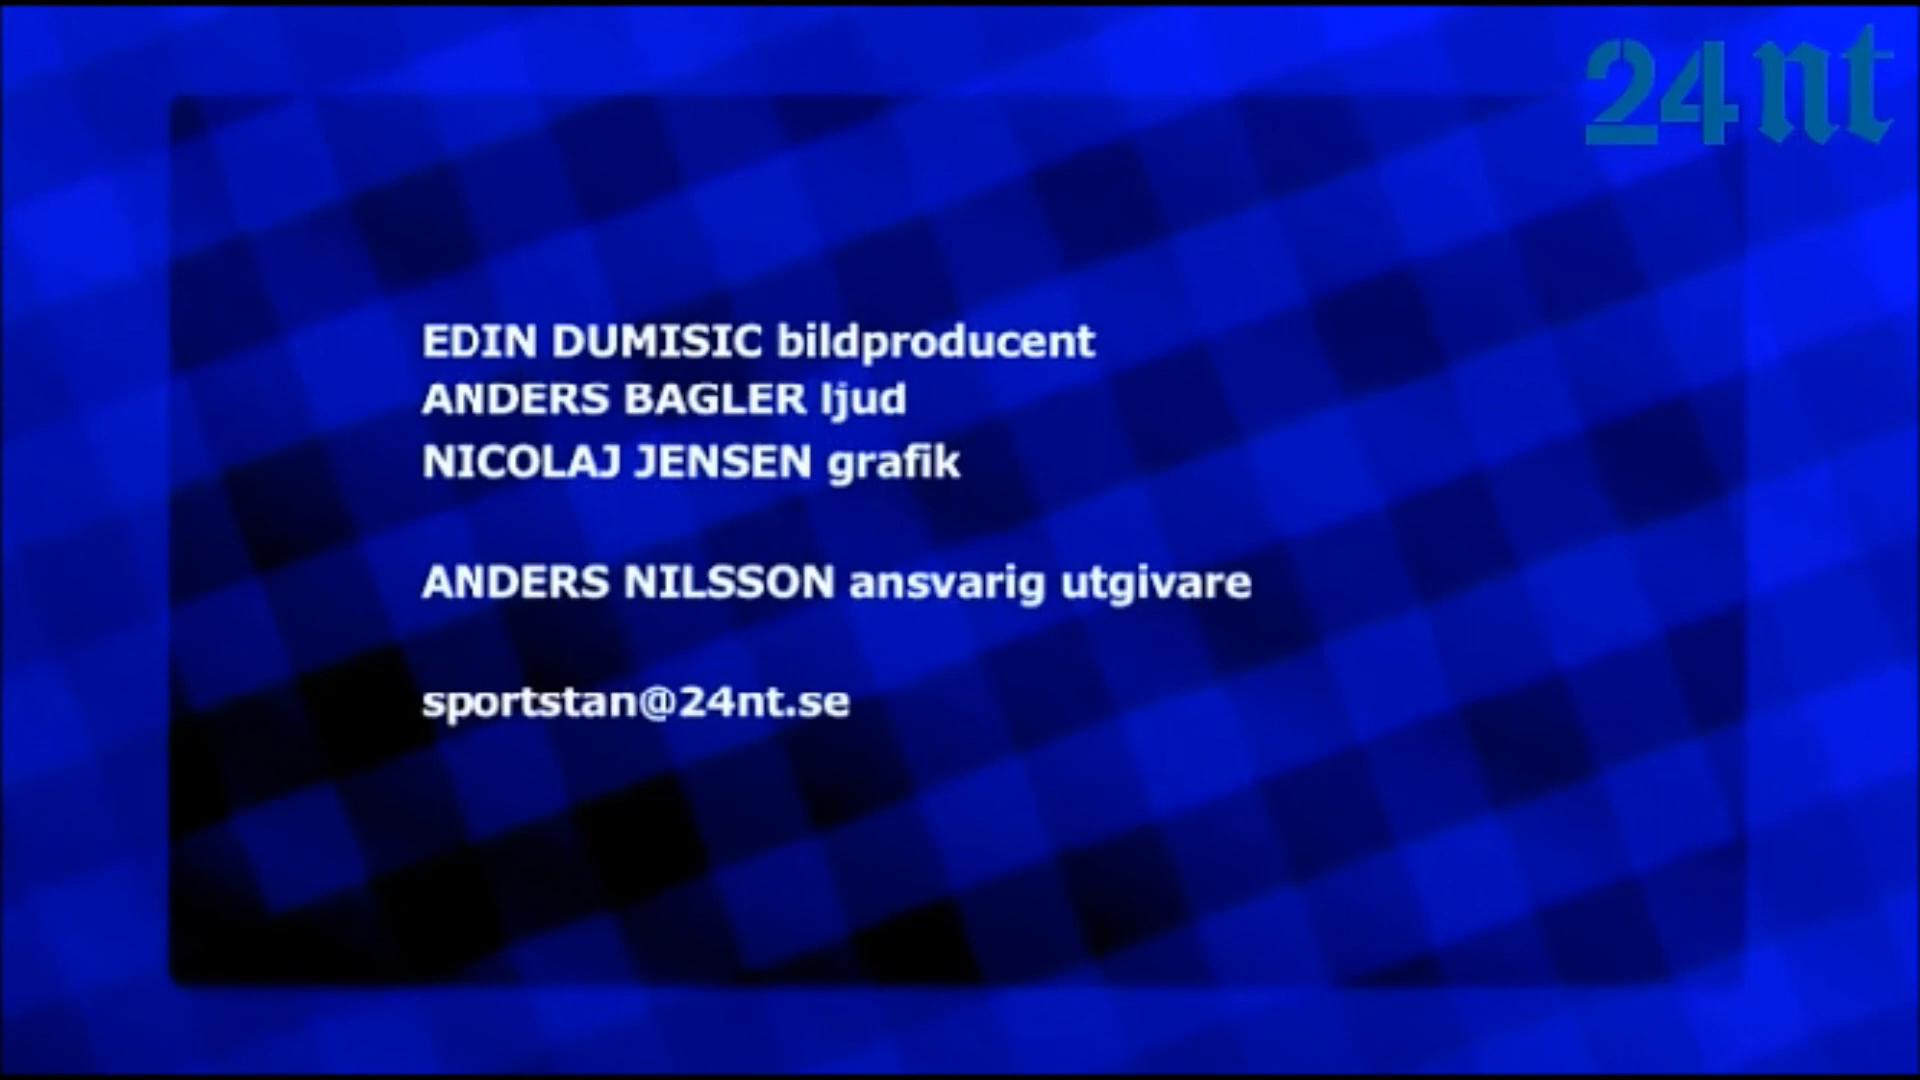 24nt
EDIN DUMISIC bildproducent
ANDERS BAGLER ljud
NICOLAJ JENSEN grafik
ANDERS NILSSON ansvarig utgivare
sportstan@24nt.se